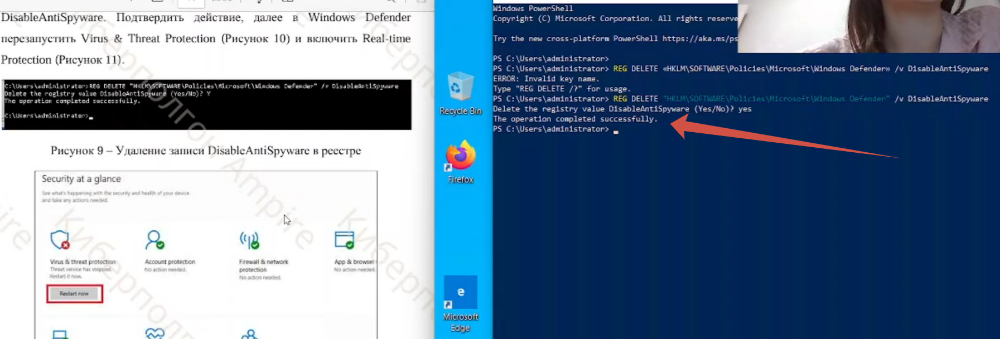 DisableAntiSpyware. Подтвердить действие, далее в Windows Defender
перезапустить Virus & Threat Protection (Рисунок 10) и включить Real-time
Protection (Рисунок 11).
C:\Users\administrator>REG DELETE "HKLM\SOFTWARE\Policies\Microsoft\Windows Defender" /v DisableAntiSpyware
Delete the registry value DisableAntiSpyware (Yes/No)? Y
The operation completed successfully.
C:\Users\administrator>
Рисунок 9 – Удаление записи DisableAntiSpyware в реестре
Security at a glance
See what's happening with the security and health of your device
and take any actions needed.
Virus & threat protection
Threat service has stopped.
Restart it now.
Restart now
Account protection
No action needed.
Firewall & network
protection
No action needed.
App & browser
No action needed.
Киберполигон Ampire
Recycle Bin
Firefox
Microsoft
Edge
Windows PowerShell
Copyright (C) Microsoft Corporation. All rights reserve
Try the new cross-platform PowerShell https://aka.ms/ps
PS C:\Users\administrator>
PS C:\Users\administrator> REG DELETE «HKLM\SOFTWARE\Policies\Microsoft\Windows Defender» /v DisableAntiSpyware
ERROR: Invalid key name.
Type "REG DELETE /?" for usage.
PS C:\Users\administrator> REG DELETE "HKLM\SOFTWARE\Policies\Microsoft\Windows Defender" /v DisableAntiSpyware
Delete the registry value DisableAntiSpyware (Yes/No)? yes
The operation completed successfully.
PS C:\Users\administrator>